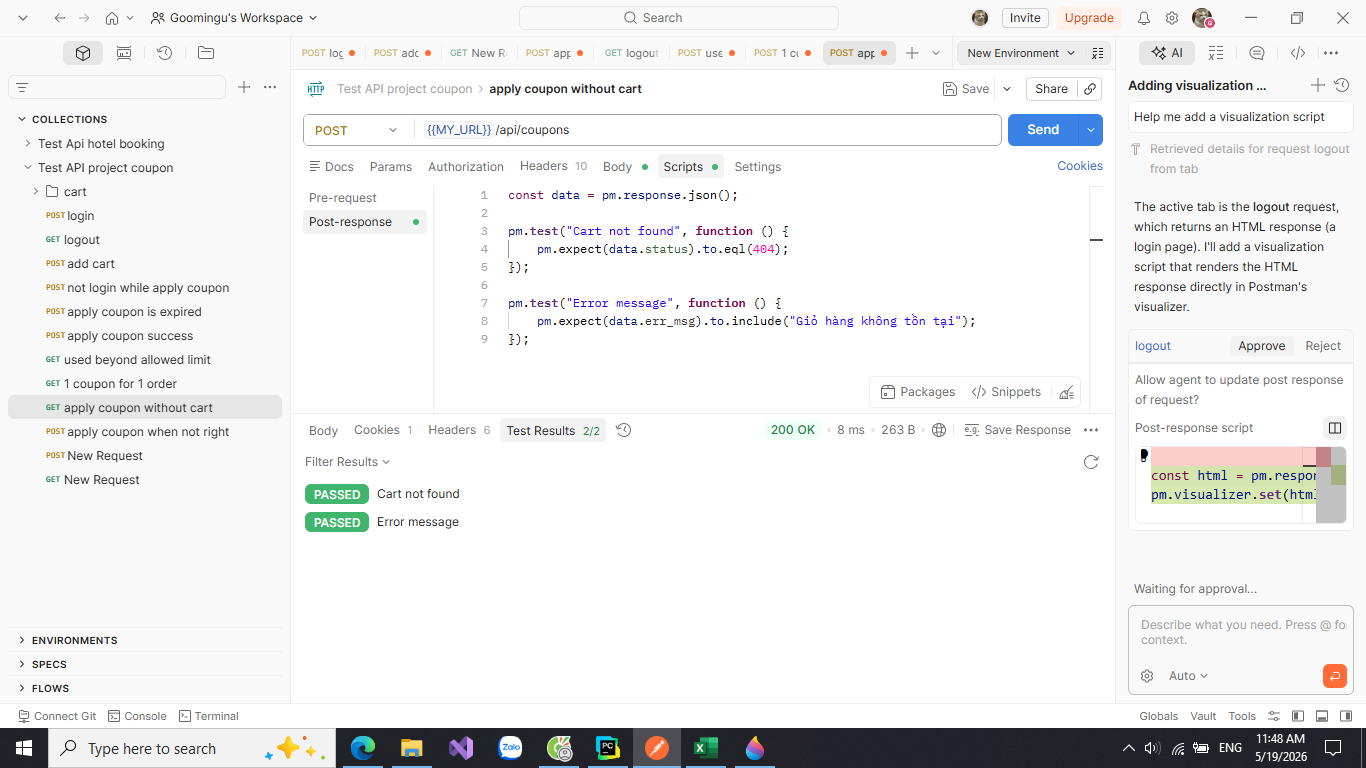 Goomingu's Workspace
Search
Invite
Upgrade
POST log
POST adc
GET New R
POST app
GET logout
POST use
POST 1 c
POST app
New Environment
AI
Test API project coupon > apply coupon without cart
Save
Share
Adding visualization ...
COLLECTIONS
Test Api hotel booking
Test API project coupon
cart
POST login
GET logout
POST add cart
POST not login while apply coupon
POST apply coupon is expired
POST apply coupon success
GET used beyond allowed limit
GET 1 coupon for 1 order
GET apply coupon without cart
POST apply coupon when not right
POST New Request
GET New Request
ENVIRONMENTS
SPECS
FLOWS
POST
{{MY_URL}} /api/coupons
Send
Docs
Params
Authorization
Headers 10
Body
Scripts
Settings
Cookies
Pre-request
Post-response
1 const data = pm.response.json();
2
3 pm.test("Cart not found", function () {
4 pm.expect(data.status).to.eql(404);
5 });
6
7 pm.test("Error message", function () {
8 pm.expect(data.err_msg).to.include("Giỏ hàng không tồn tại");
9 });
Packages
Snippets
Body
Cookies 1
Headers 6
Test Results 2/2
200 OK • 8 ms • 263 B
e.g. Save Response
Filter Results
PASSED Cart not found
PASSED Error message
Help me add a visualization script
Retrieved details for request logout
from tab
The active tab is the logout request,
which returns an HTML response (a
login page). I'll add a visualization
script that renders the HTML
response directly in Postman's
visualizer.
logout
Approve
Reject
Allow agent to update post response
of request?
Post-response script
const html = pm.respor
pm.visualizer.set(html
Waiting for approval...
Describe what you need. Press @ for
context.
Auto
Connect Git
Console
Terminal
Globals
Vault
Tools
Type here to search
Zalo
PC
ENG
11:48 AM
5/19/2026